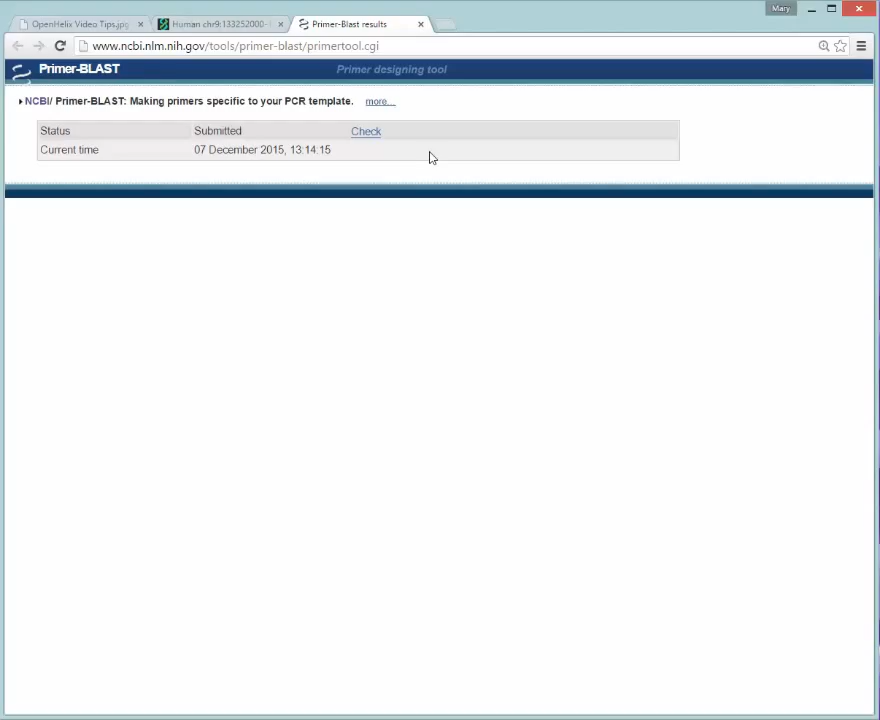 Mary
OpenHelix Video Tips.jpg
Human chr9:133252000-
Primer-Blast results
www.ncbi.nlm.nih.gov/tools/primer-blast/primertool.cgi
Primer-BLAST
Primer designing tool
NCBI/ Primer-BLAST: Making primers specific to your PCR template. more...
Status Submitted Check
Current time 07 December 2015, 13:14:15